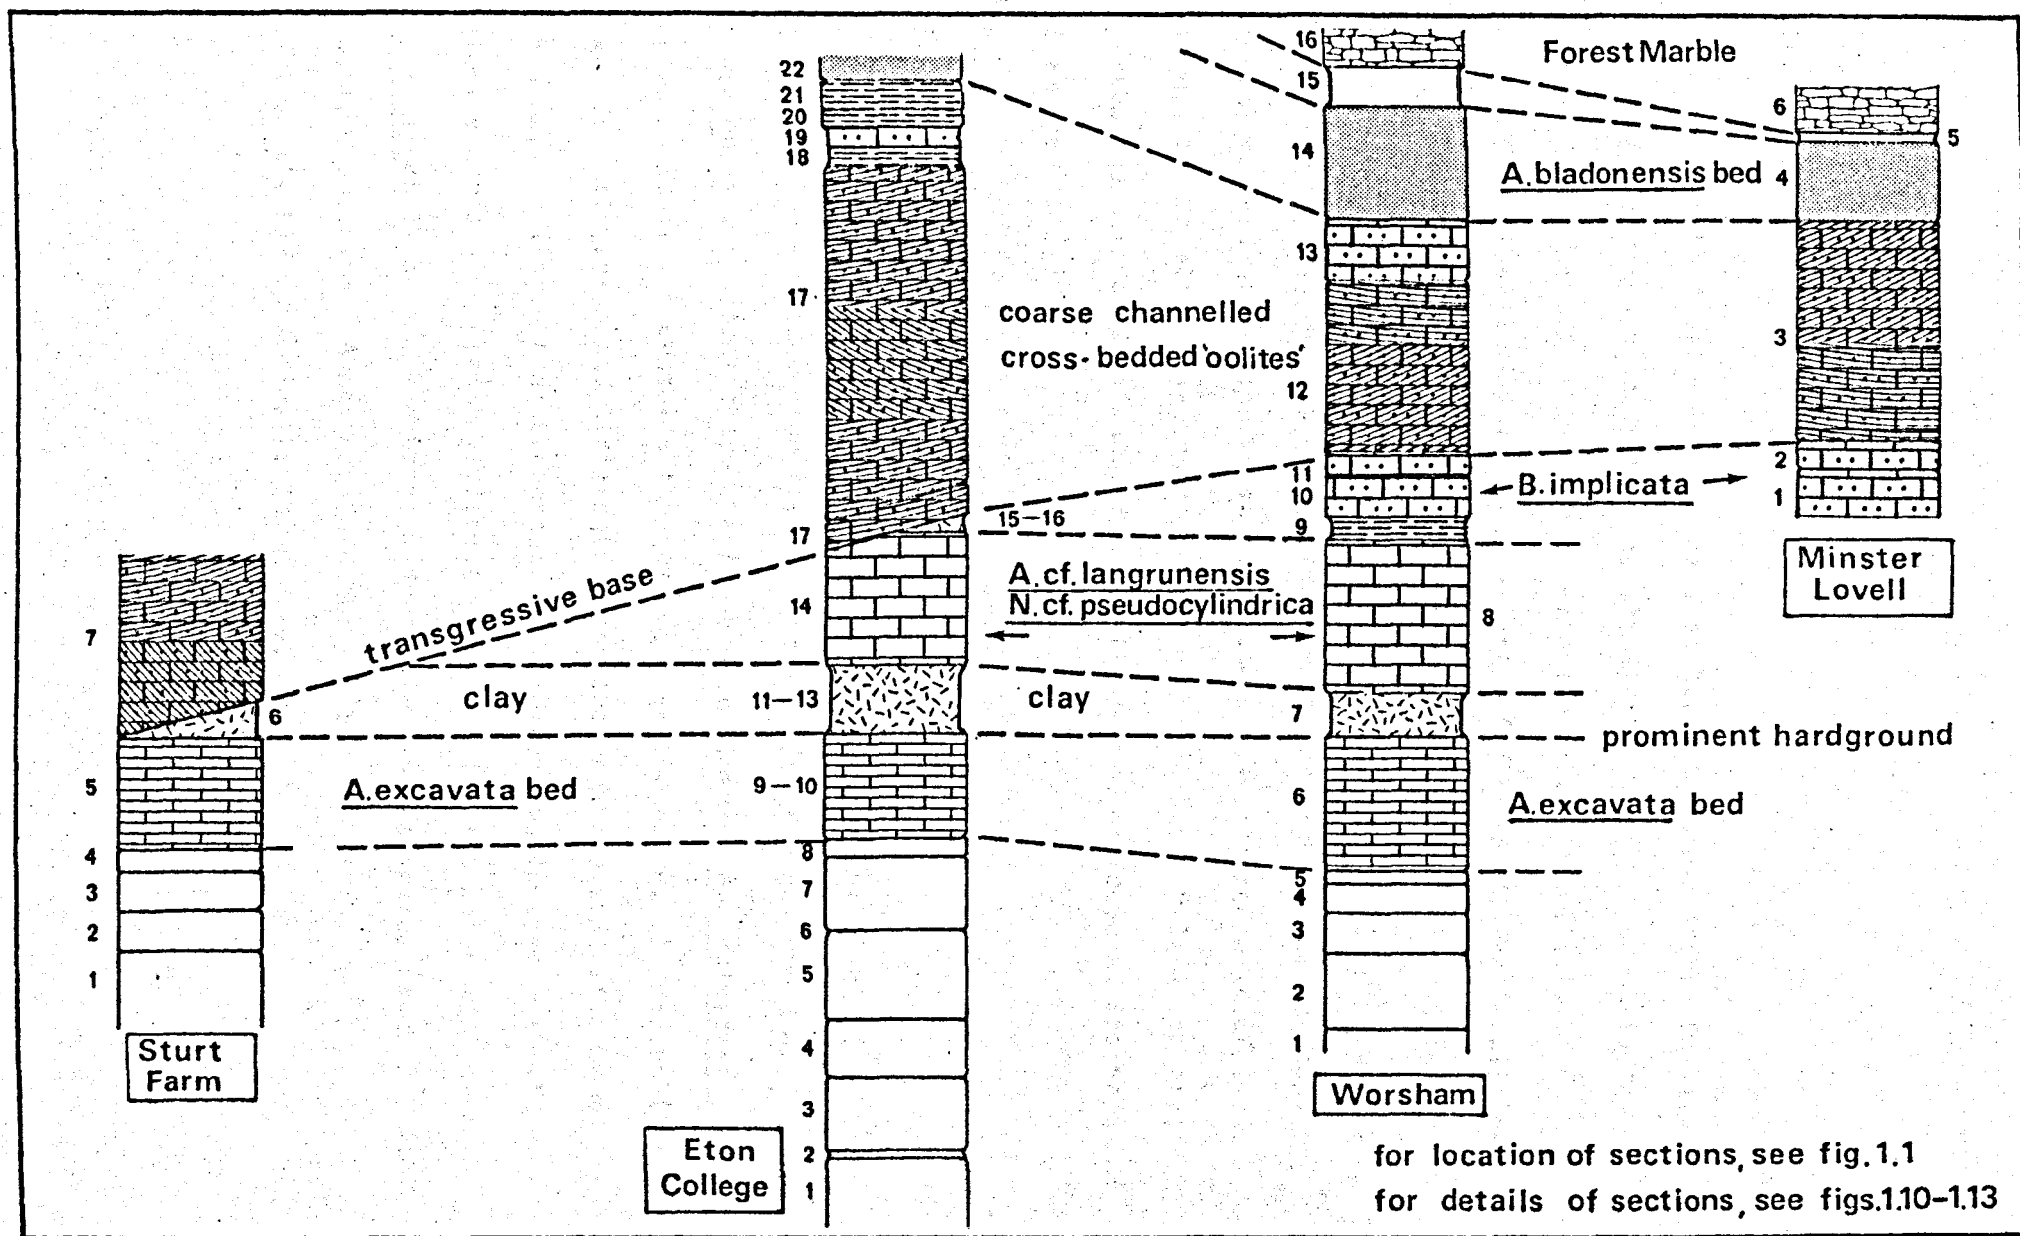 Forest Marble
A.bladonensis bed
coarse channelled
cross-bedded 'oolites'
B.implicata
A.cf.langrunensis
N.cf.pseudocylindrica
transgressive base
clay
clay
prominent hardground
A.excavata bed
A.excavata bed
7
6
5
4
3
2
1
Sturt
Farm
22
21
20
19
18
17
17
15-16
14
11-13
9-10
8
7
6
5
4
3
2
1
Eton
College
16
15
14
13
12
11
10
9
8
7
6
5
4
3
2
1
Worsham
6
5
4
3
2
1
Minster
Lovell
for location of sections, see fig.1.1
for details of sections, see figs.1.10-1.13